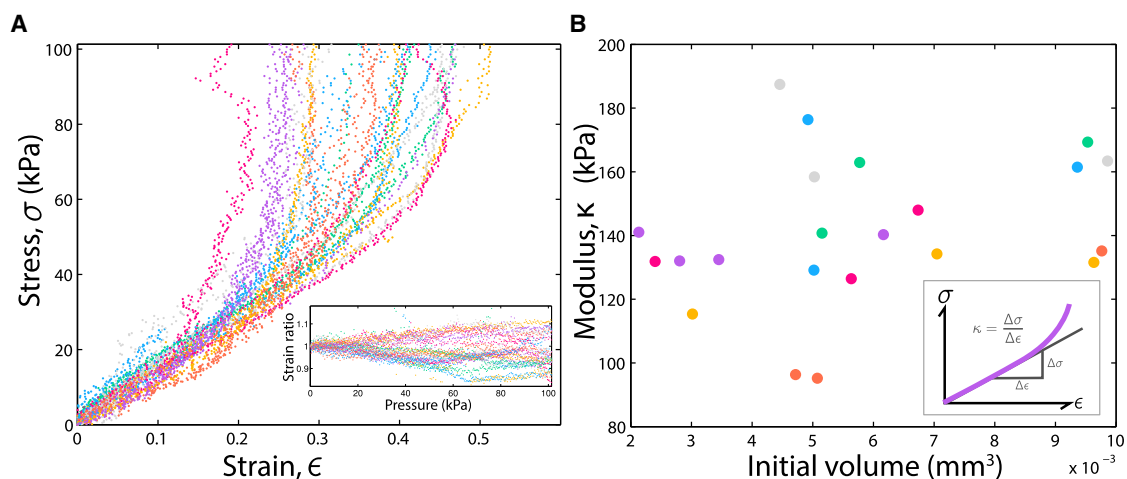 A
100
80
60
40
20
0
Stress, σ (kPa)
0
0.1
0.2
0.3
0.4
0.5
Strain, ϵ
1.1
1
0.9
Strain ratio
0
20
40
60
80
100
Pressure (kPa)
B
200
180
160
140
120
100
80
Modulus, κ (kPa)
2
3
4
5
6
7
8
9
10
Initial volume (mm³)
x 10⁻³
σ
κ = Δσ/Δϵ
Δσ
Δϵ
ϵ